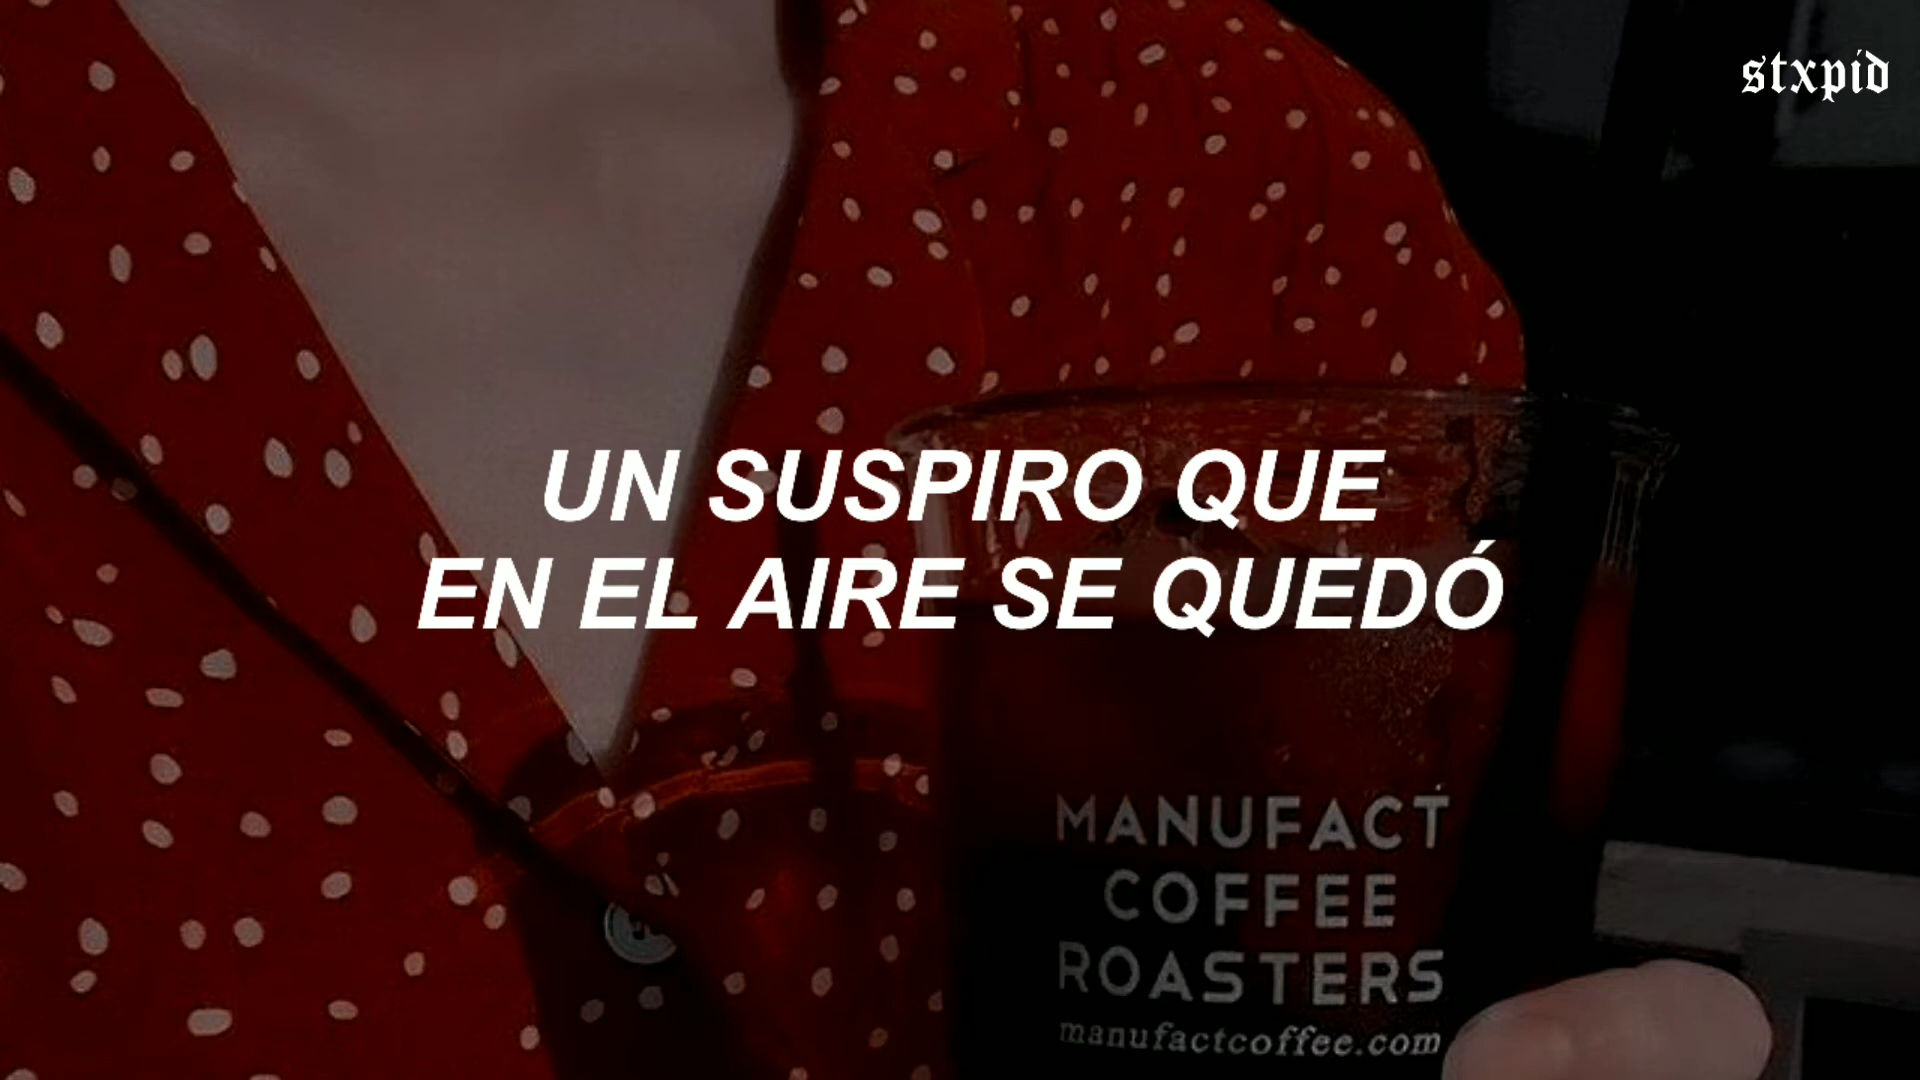 stxpid
UN SUSPIRO QUE
EN EL AIRE SE QUEDÓ
MANUFACT
COFFEE
ROASTERS
manufactcoffee.com